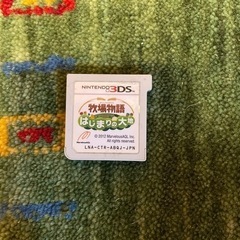 NINTENDO 3DS
牧場物語
はじまりの大地
© 2012 MarvelousAQL Inc.
All rights reserved.
LNA-CTR-ABQJ-JPN